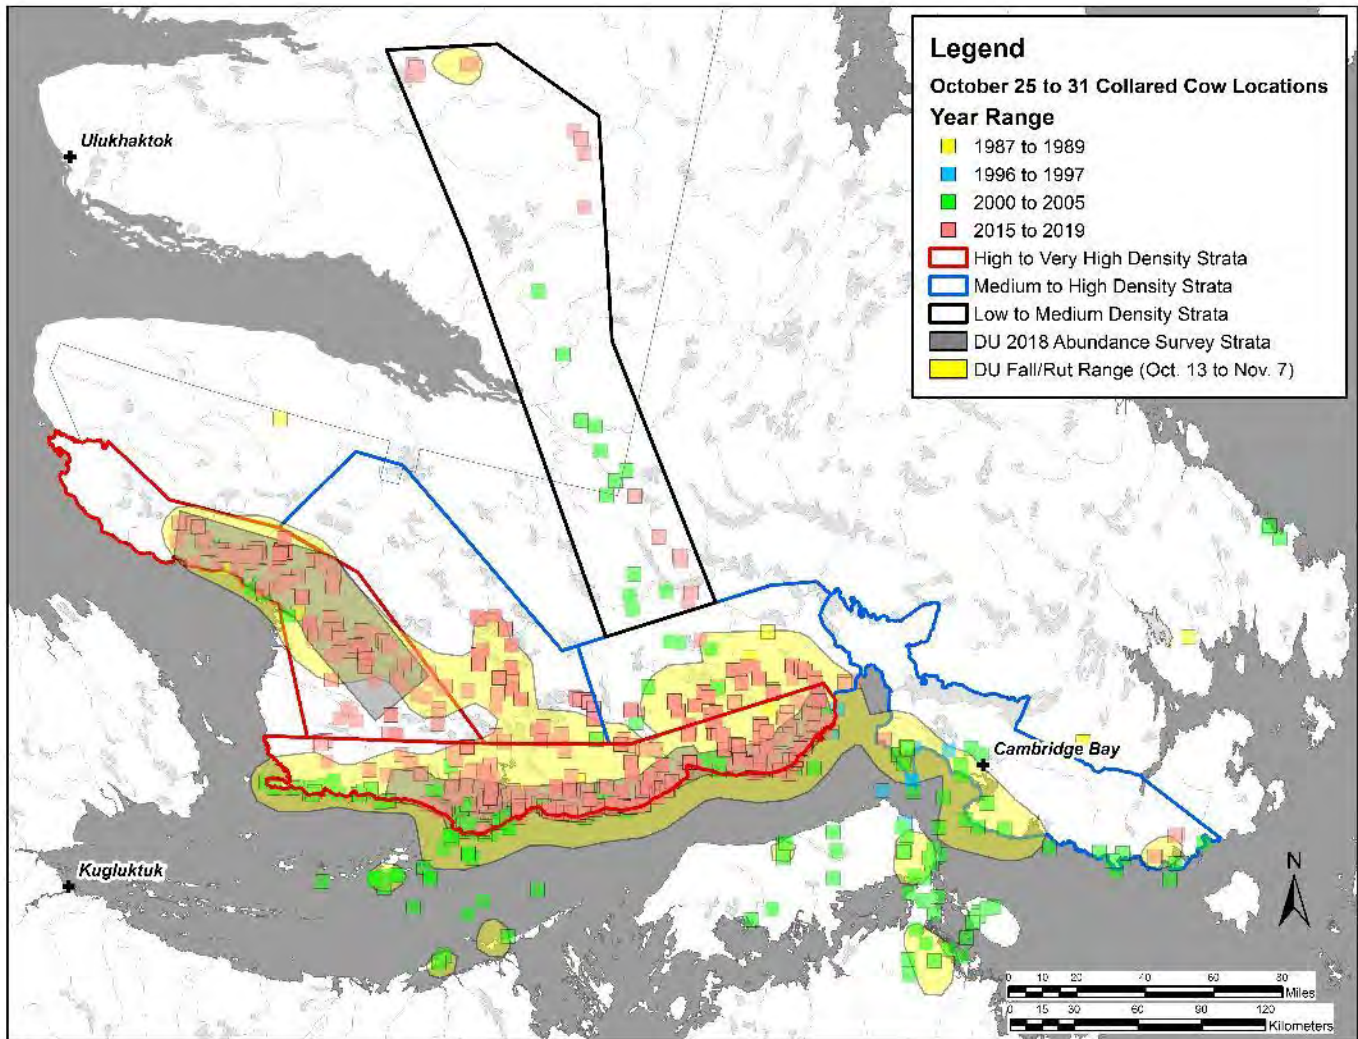 Legend
October 25 to 31 Collared Cow Locations
Year Range
1987 to 1989
1996 to 1997
2000 to 2005
2015 to 2019
High to Very High Density Strata
Medium to High Density Strata
Low to Medium Density Strata
DU 2018 Abundance Survey Strata
DU Fall/Rut Range (Oct. 13 to Nov. 7)
Ulukhaktok
Cambridge Bay
Kugluktuk
N
0 10 20 40 60 80
Miles
0 15 30 60 90 120
Kilometers